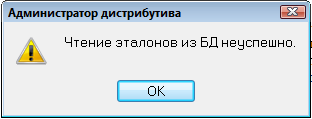 Администратор дистрибутива
Чтение эталонов из БД неуспешно.
OK